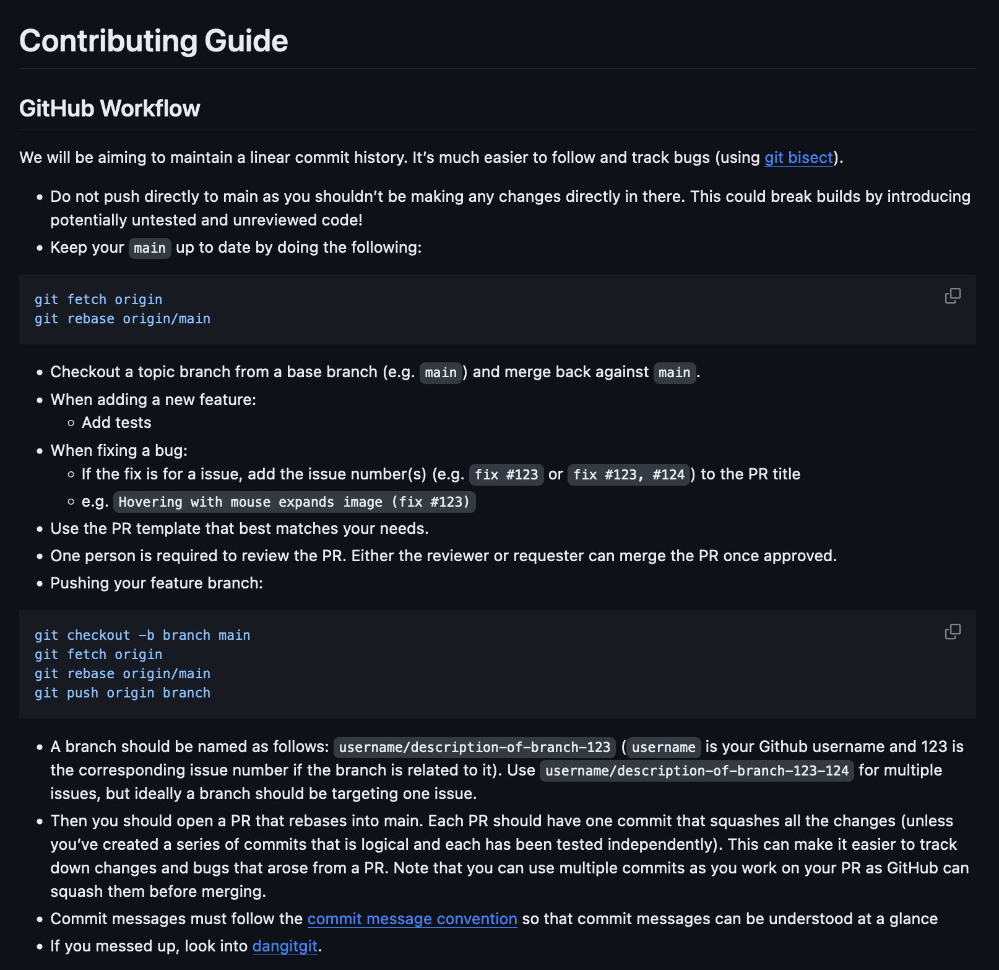 Contributing Guide
GitHub Workflow
We will be aiming to maintain a linear commit history. It’s much easier to follow and track bugs (using git bisect).
Do not push directly to main as you shouldn’t be making any changes directly in there. This could break builds by introducing
potentially untested and unreviewed code!
Keep your main up to date by doing the following:
git fetch origin
git rebase origin/main
Checkout a topic branch from a base branch (e.g. main) and merge back against main.
When adding a new feature:
Add tests
When fixing a bug:
If the fix is for a issue, add the issue number(s) (e.g. fix #123 or fix #123, #124) to the PR title
e.g. Hovering with mouse expands image (fix #123)
Use the PR template that best matches your needs.
One person is required to review the PR. Either the reviewer or requester can merge the PR once approved.
Pushing your feature branch:
git checkout -b branch main
git fetch origin
git rebase origin/main
git push origin branch
A branch should be named as follows: username/description-of-branch-123 (username is your Github username and 123 is
the corresponding issue number if the branch is related to it). Use username/description-of-branch-123-124 for multiple
issues, but ideally a branch should be targeting one issue.
Then you should open a PR that rebases into main. Each PR should have one commit that squashes all the changes (unless
you’ve created a series of commits that is logical and each has been tested independently). This can make it easier to track
down changes and bugs that arose from a PR. Note that you can use multiple commits as you work on your PR as GitHub can
squash them before merging.
Commit messages must follow the commit message convention so that commit messages can be understood at a glance
If you messed up, look into dangitgit.